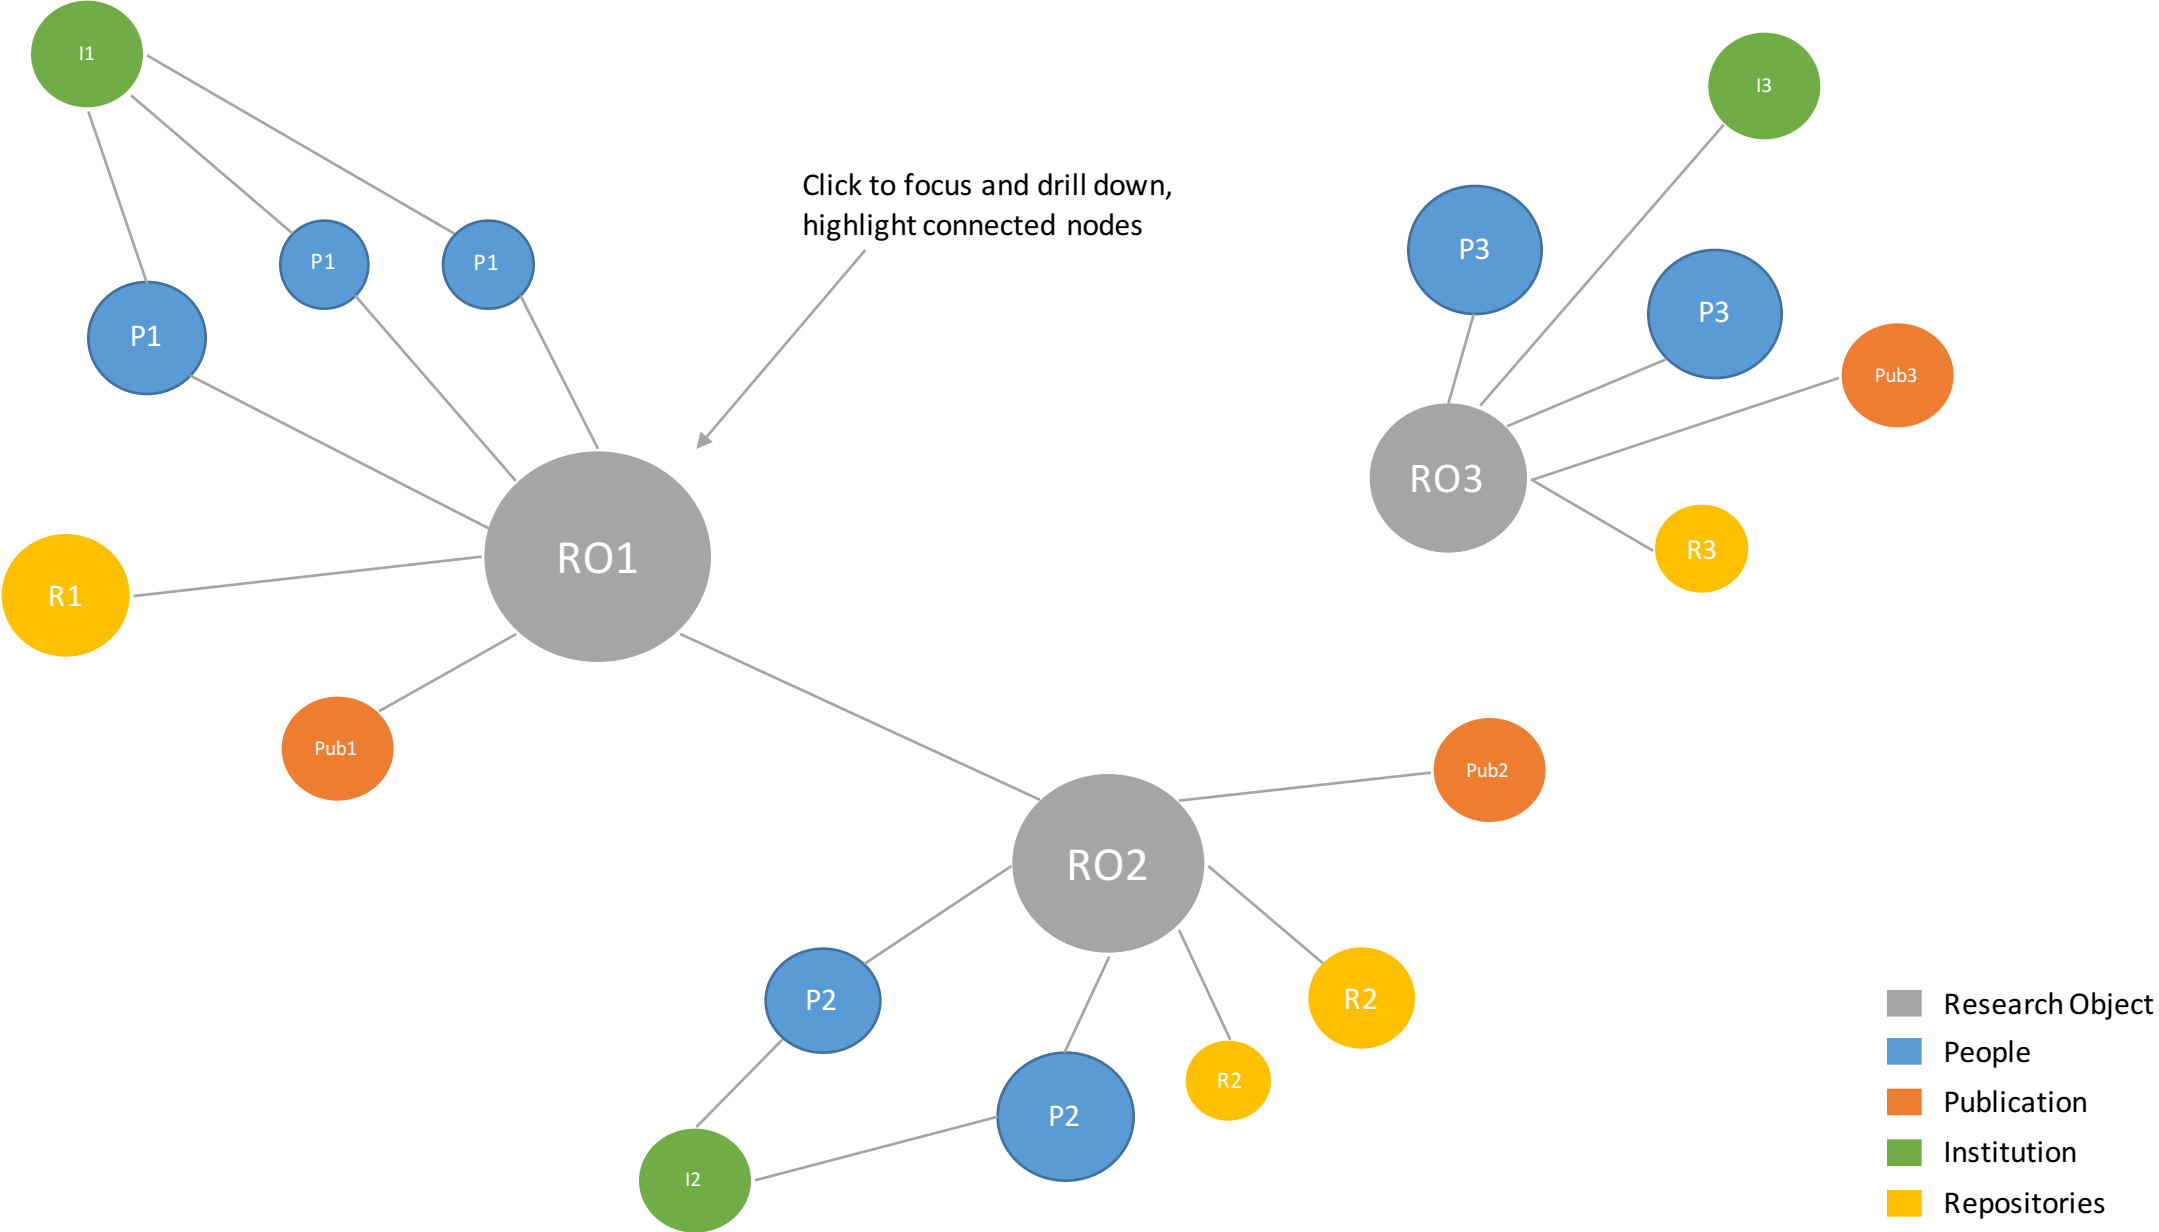 I1
I3
Click to focus and drill down,
highlight connected nodes
P1
P1
P1
P3
P3
Pub3
RO3
R3
RO1
R1
Pub1
Pub2
RO2
P2
R2
R2
P2
I2
Research Object
People
Publication
Institution
Repositories